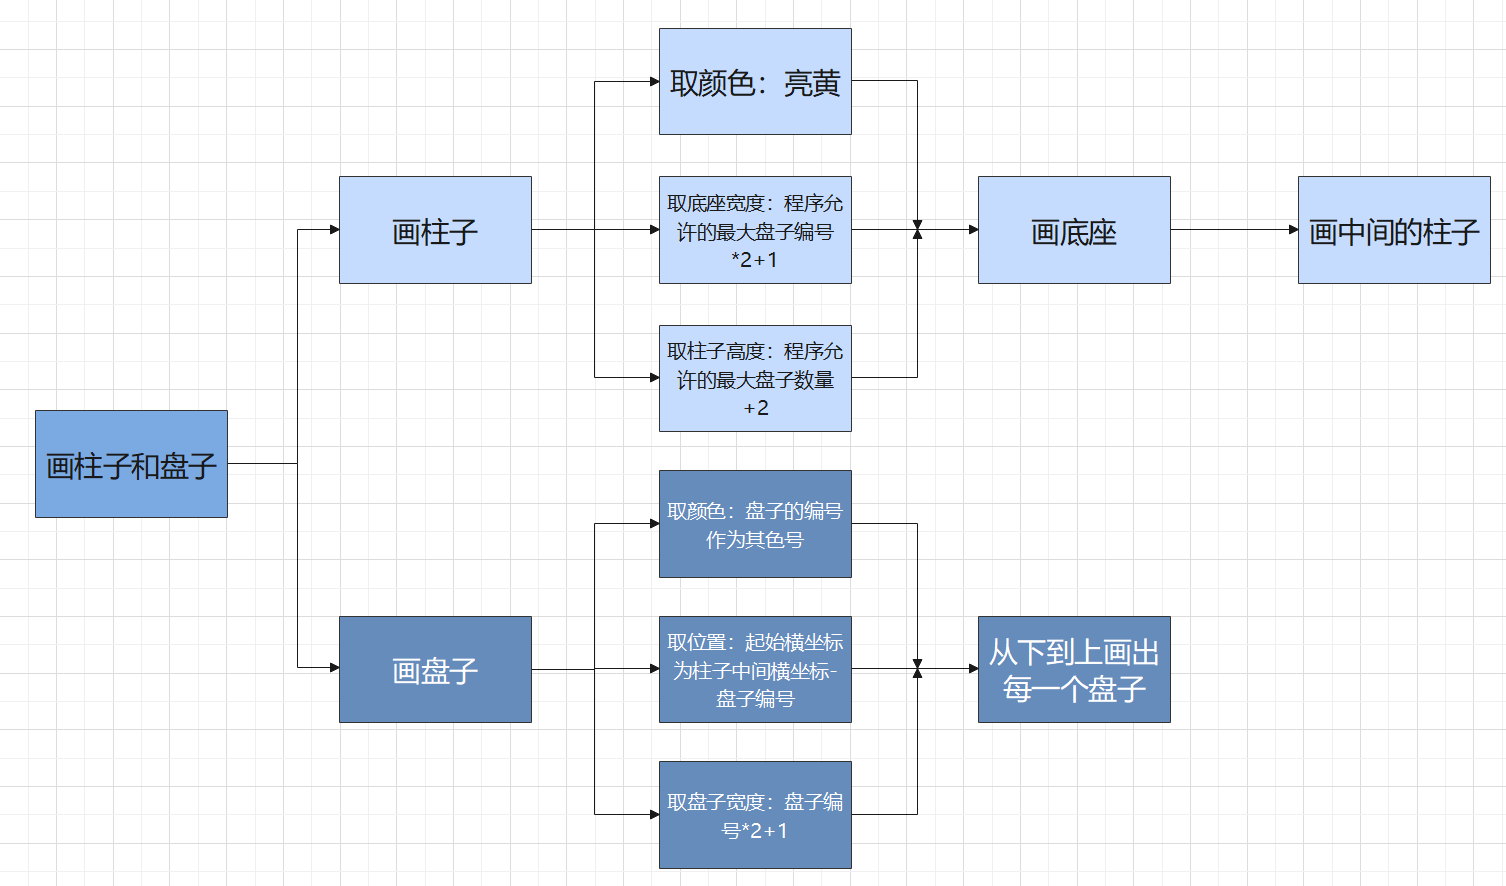 取颜色：亮黄
画柱子
取底座宽度：程序允
许的最大盘子编号
*2+1
画底座
画中间的柱子
取柱子高度：程序允
许的最大盘子数量
+2
画柱子和盘子
取颜色：盘子的编号
作为其色号
画盘子
取位置：起始横坐标
为柱子中间横坐标-
盘子编号
从下到上画出
每一个盘子
取盘子宽度：盘子编
号*2+1